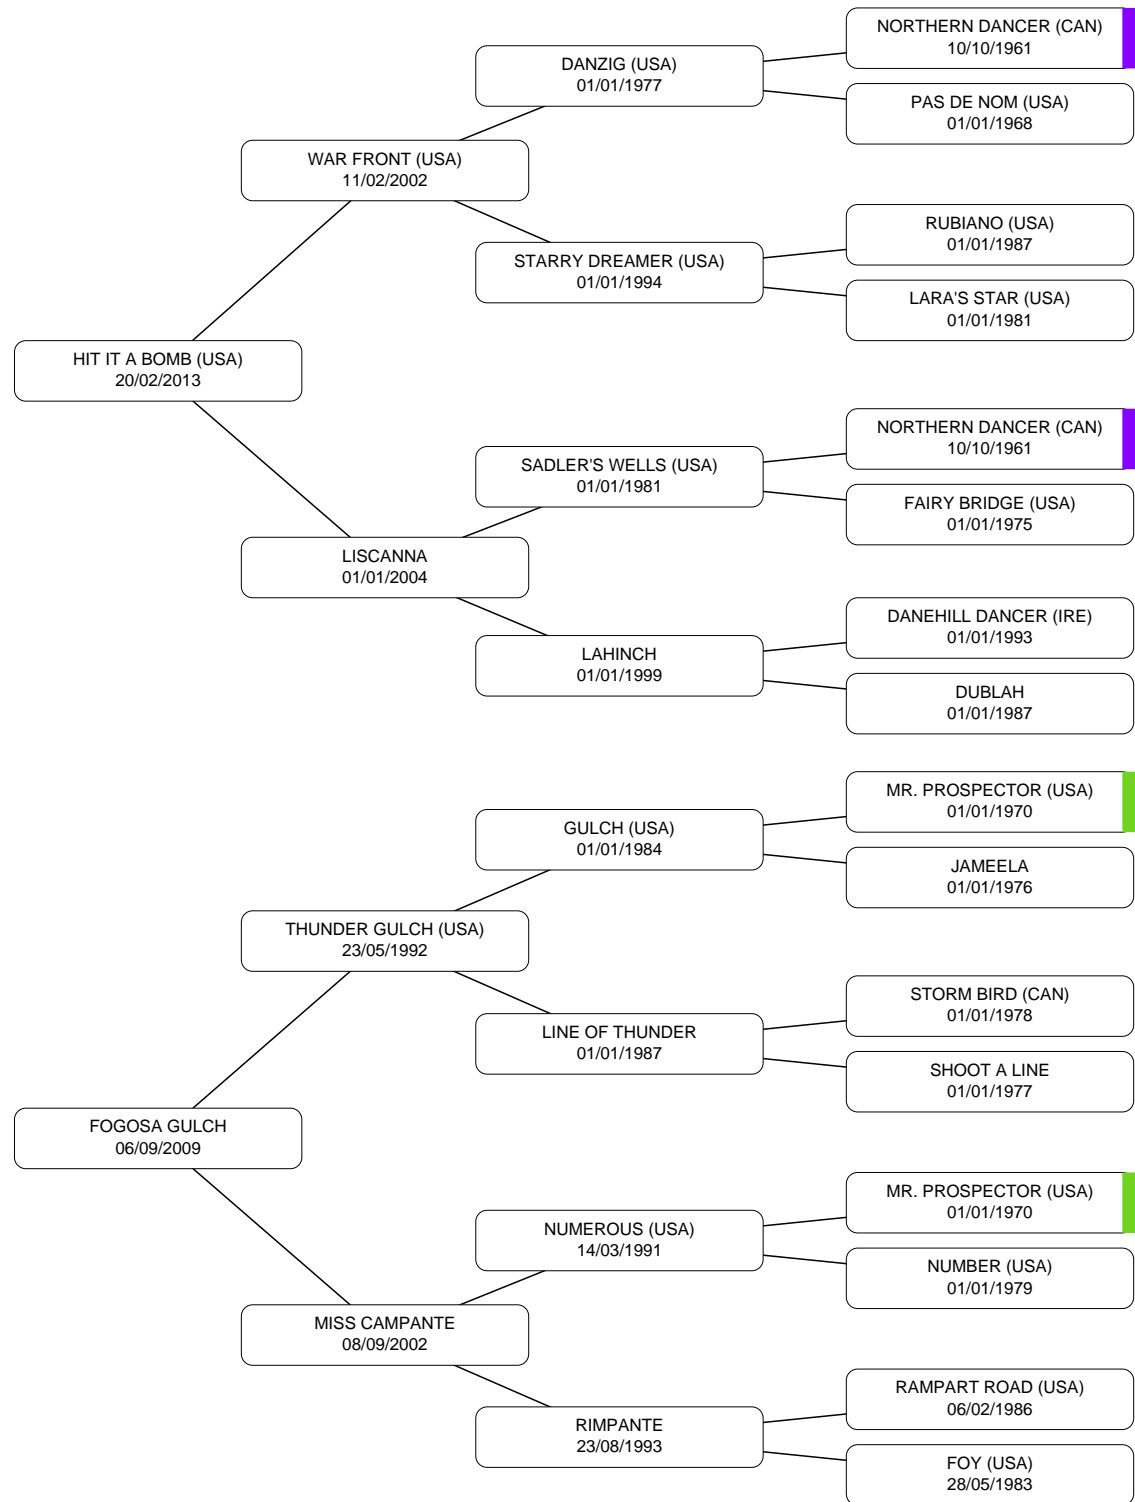 NORTHERN DANCER (CAN)
10/10/1961
DANZIG (USA)
01/01/1977
PAS DE NOM (USA)
01/01/1968
WAR FRONT (USA)
11/02/2002
RUBIANO (USA)
01/01/1987
STARRY DREAMER (USA)
01/01/1994
LARA'S STAR (USA)
01/01/1981
HIT IT A BOMB (USA)
20/02/2013
NORTHERN DANCER (CAN)
10/10/1961
SADLER'S WELLS (USA)
01/01/1981
FAIRY BRIDGE (USA)
01/01/1975
LISCANNA
01/01/2004
DANEHILL DANCER (IRE)
01/01/1993
LAHINCH
01/01/1999
DUBLAH
01/01/1987
MR. PROSPECTOR (USA)
01/01/1970
GULCH (USA)
01/01/1984
JAMEELA
01/01/1976
THUNDER GULCH (USA)
23/05/1992
STORM BIRD (CAN)
01/01/1978
LINE OF THUNDER
01/01/1987
SHOOT A LINE
01/01/1977
FOGOSA GULCH
06/09/2009
MR. PROSPECTOR (USA)
01/01/1970
NUMEROUS (USA)
14/03/1991
NUMBER (USA)
01/01/1979
MISS CAMPANTE
08/09/2002
RAMPART ROAD (USA)
06/02/1986
RIMPANTE
23/08/1993
FOY (USA)
28/05/1983